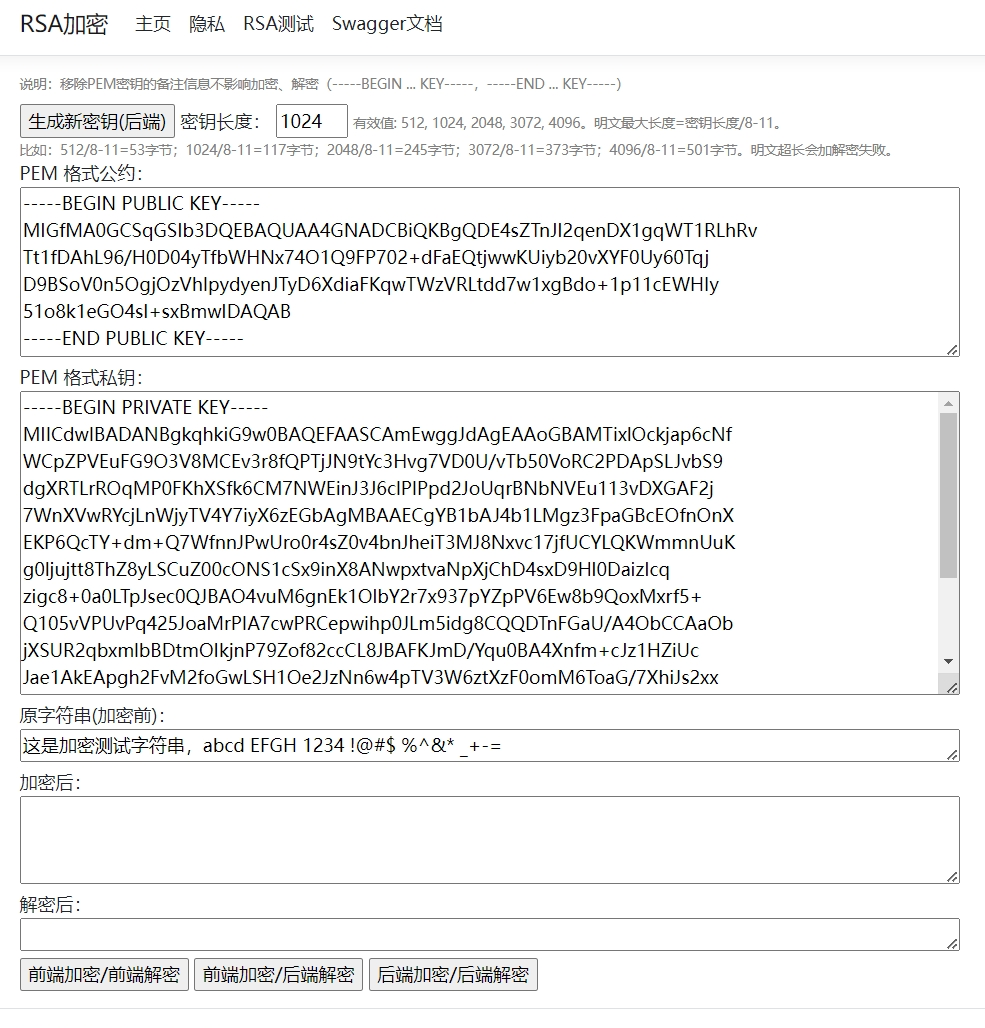 RSA加密 主页 隐私 RSA测试 Swagger文档
说明：移除PEM密钥的备注信息不影响加密、解密（-----BEGIN ... KEY-----，-----END ... KEY-----）
生成新密钥(后端) 密钥长度： 1024 有效值: 512, 1024, 2048, 3072, 4096。明文最大长度=密钥长度/8-11。
比如：512/8-11=53字节；1024/8-11=117字节；2048/8-11=245字节；3072/8-11=373字节；4096/8-11=501字节。明文超长会加解密失败。
PEM 格式公约：
-----BEGIN PUBLIC KEY-----
MIGfMA0GCSqGSIb3DQEBAQUAA4GNADCBiQKBgQDE4sZTnJI2qenDX1gqWT1RLhRv
Tt1fDAhL96/H0D04yTfbWHNx74O1Q9FP702+dFaEQtjwwKUiyb20vXYF0Uy60Tqj
D9BSoV0n5OgjOzVhIpydyenJTyD6XdiaFKqwTWzVRLtdd7w1xgBdo+1p11cEWHIy
51o8k1eGO4sl+sxBmwIDAQAB
-----END PUBLIC KEY-----
PEM 格式私钥：
-----BEGIN PRIVATE KEY-----
MIICdwIBADANBgkqhkiG9w0BAQEFAASCAmEwggJdAgEAAoGBAMTixlOckjap6cNf
WCpZPVEuFG9O3V8MCEv3r8fQPTjJN9tYc3Hvg7VD0U/vTb50VoRC2PDApSLJvbS9
dgXRTLrROqMP0FKhXSfk6CM7NWEinJ3J6clPIPpd2JoUqrBNbNVEu113vDXGAF2j
7WnXVwRYcjLnWjyTV4Y7iyX6zEGbAgMBAAECgYB1bAJ4b1LMgz3FpaGBcEOfnOnX
EKP6QcTY+dm+Q7WfnnJPwUro0r4sZ0v4bnJheiT3MJ8Nxvc17jfUCYLQKWmmnUuK
g0ljujtt8ThZ8yLSCuZ00cONS1cSx9inX8ANwpxtvaNpXjChD4sxD9HI0DaizIcq
zigc8+0a0LTpJsec0QJBAO4vuM6gnEk1OIbY2r7x937pYZpPV6Ew8b9QoxMxrf5+
Q105vVPUvPq425JoaMrPIA7cwPRCepwihp0JLm5idg8CQQDTnFGaU/A4ObCCAaOb
jXSUR2qbxmlbBDtmOIkjnP79Zof82ccCL8JBAFKJmD/Yqu0BA4Xnfm+cJz1HZiUc
Jae1AkEApgh2FvM2foGwLSH1Oe2JzNn6w4pTV3W6ztXzF0omM6ToaG/7XhiJs2xx
原字符串(加密前)：
这是加密测试字符串，abcd EFGH 1234 !@#$ %^&* _+-=
加密后：
解密后：
前端加密/前端解密 前端加密/后端解密 后端加密/后端解密